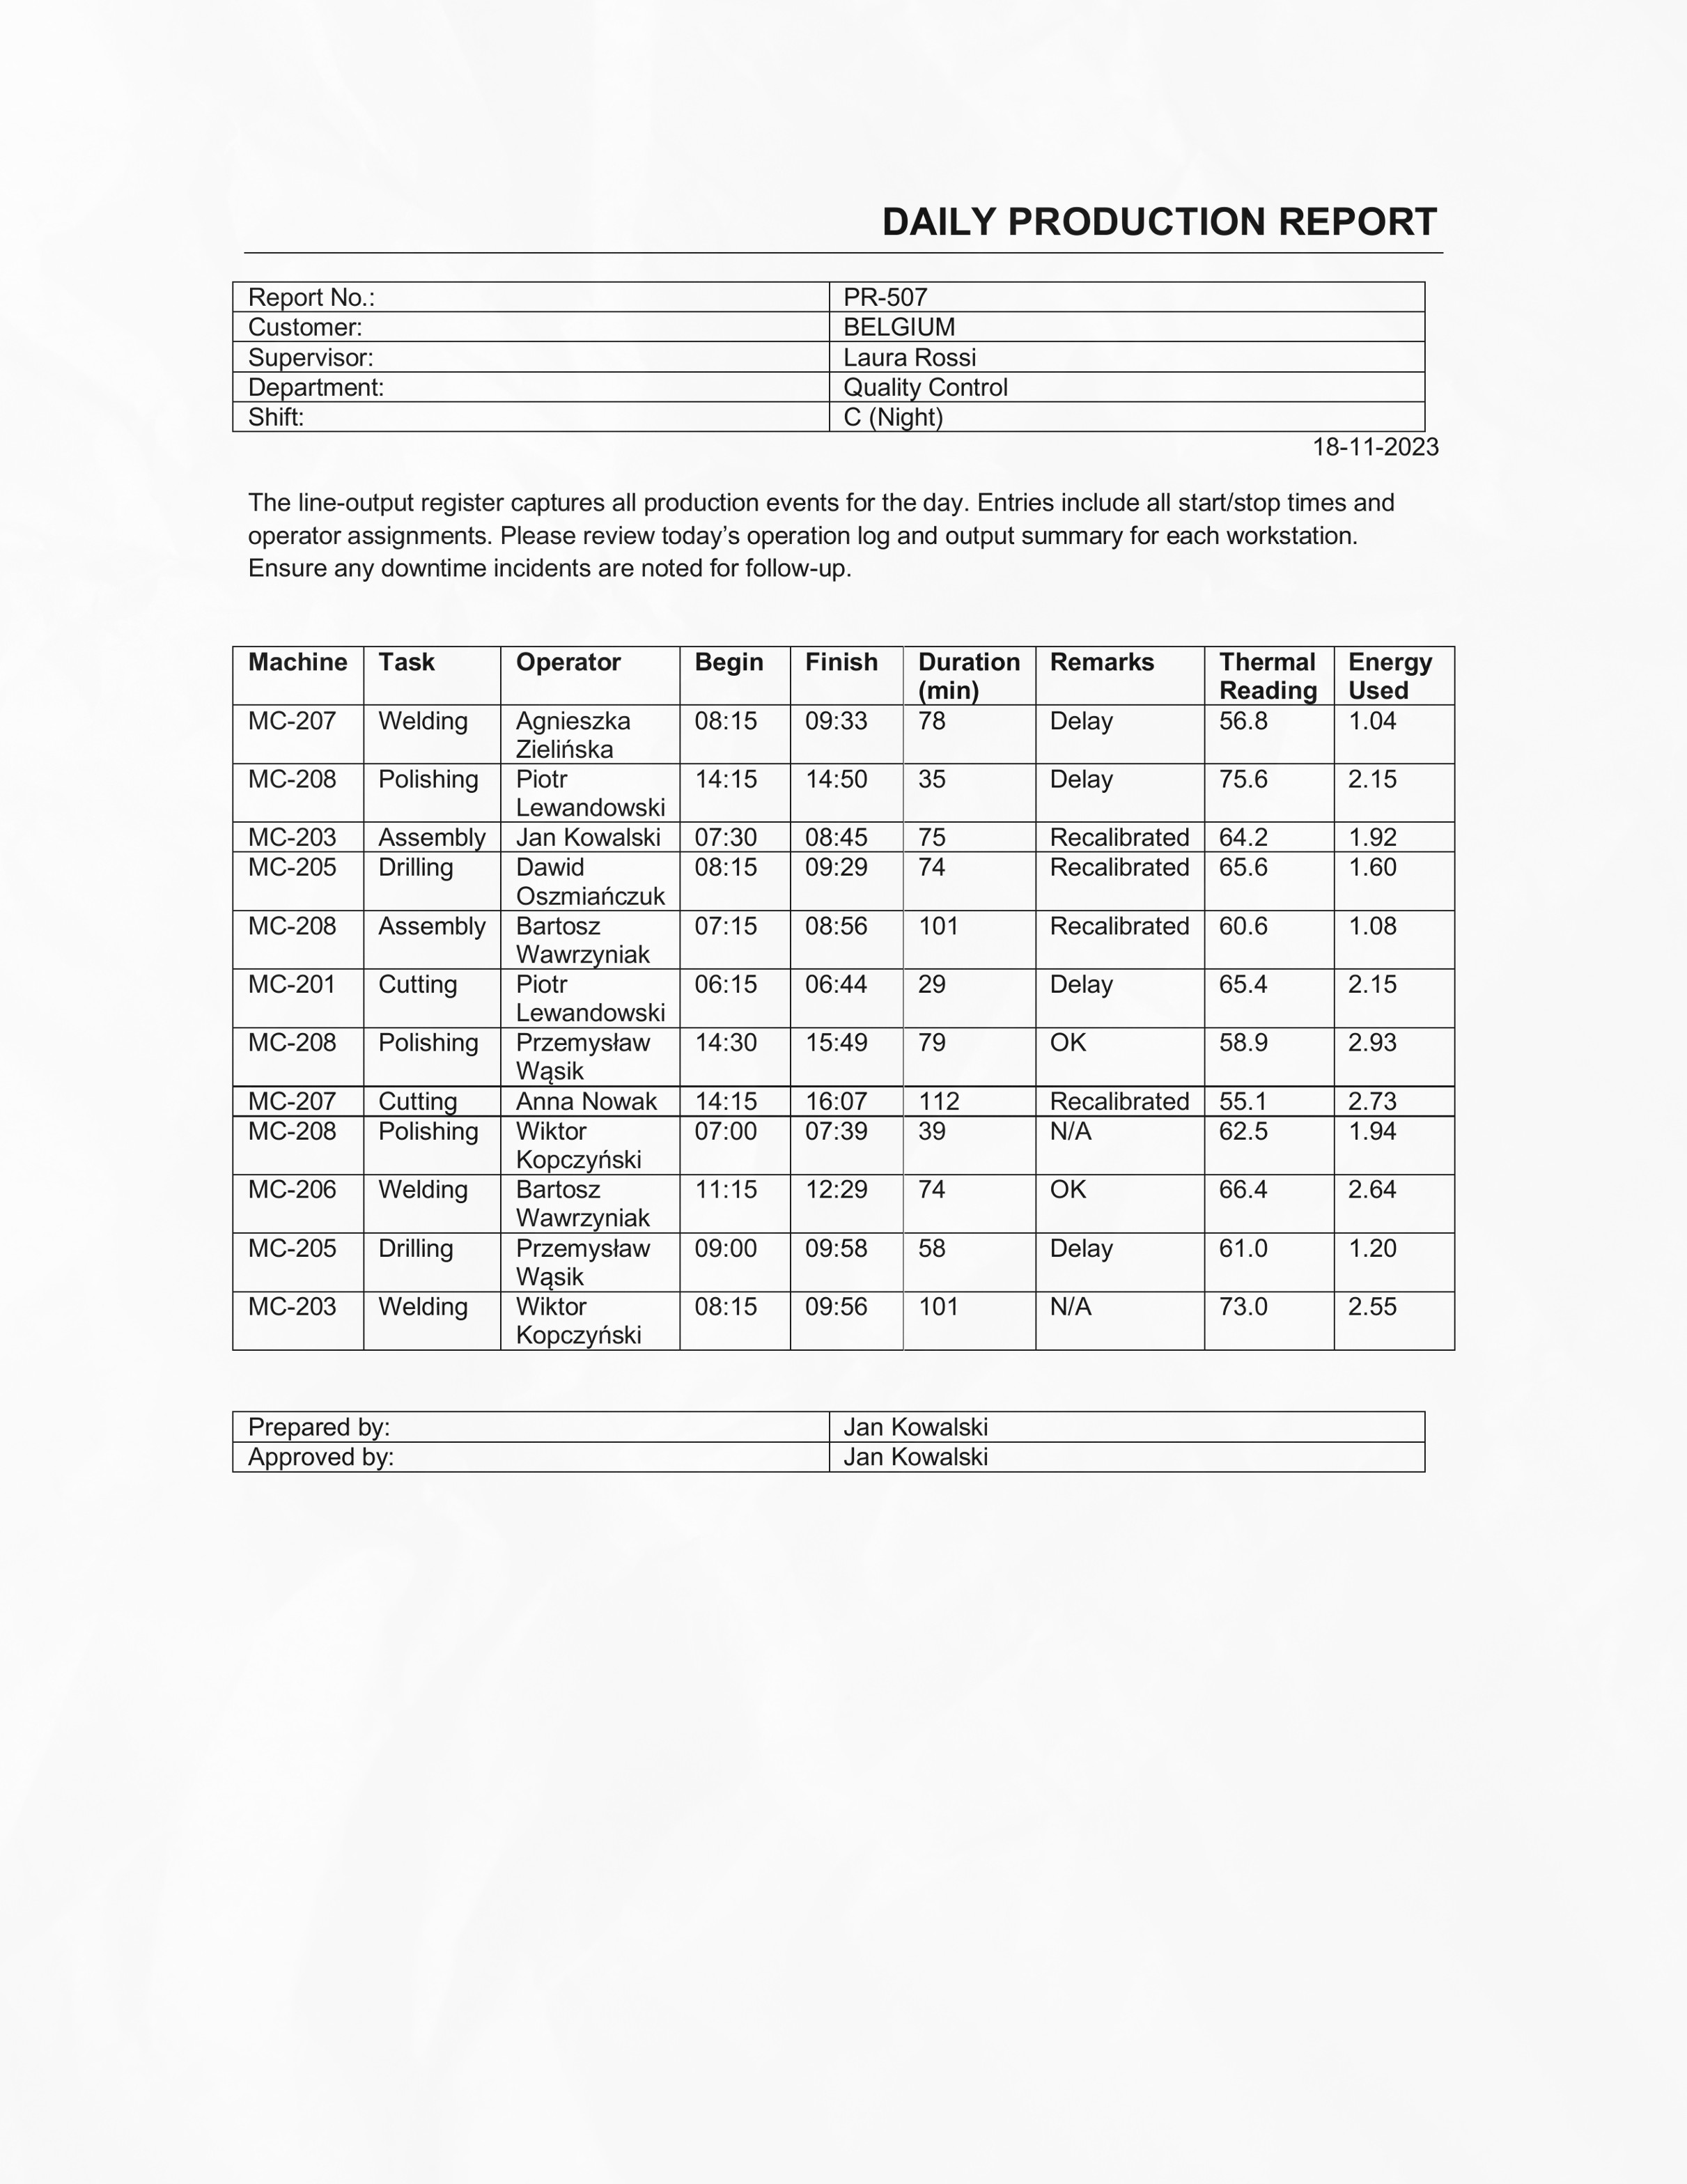 DAILY PRODUCTION REPORT
Report No.: PR-507
Customer: BELGIUM
Supervisor: Laura Rossi
Department: Quality Control
Shift: C (Night)
18-11-2023
The line-output register captures all production events for the day. Entries include all start/stop times and
operator assignments. Please review today’s operation log and output summary for each workstation.
Ensure any downtime incidents are noted for follow-up.
Machine Task Operator Begin Finish Duration (min) Remarks Thermal Reading Energy Used
MC-207 Welding Agnieszka Zielińska 08:15 09:33 78 Delay 56.8 1.04
MC-208 Polishing Piotr Lewandowski 14:15 14:50 35 Delay 75.6 2.15
MC-203 Assembly Jan Kowalski 07:30 08:45 75 Recalibrated 64.2 1.92
MC-205 Drilling Dawid Oszmiańczuk 08:15 09:29 74 Recalibrated 65.6 1.60
MC-208 Assembly Bartosz Wawrzyniak 07:15 08:56 101 Recalibrated 60.6 1.08
MC-201 Cutting Piotr Lewandowski 06:15 06:44 29 Delay 65.4 2.15
MC-208 Polishing Przemysław Wąsik 14:30 15:49 79 OK 58.9 2.93
MC-207 Cutting Anna Nowak 14:15 16:07 112 Recalibrated 55.1 2.73
MC-208 Polishing Wiktor Kopczyński 07:00 07:39 39 N/A 62.5 1.94
MC-206 Welding Bartosz Wawrzyniak 11:15 12:29 74 OK 66.4 2.64
MC-205 Drilling Przemysław Wąsik 09:00 09:58 58 Delay 61.0 1.20
MC-203 Welding Wiktor Kopczyński 08:15 09:56 101 N/A 73.0 2.55
Prepared by: Jan Kowalski
Approved by: Jan Kowalski